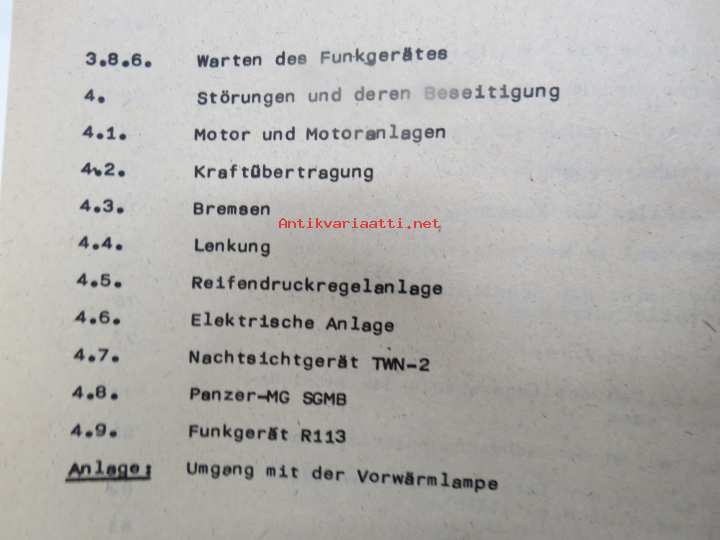 3.8.6. Warten des Funkgerätes
4. Störungen und deren Beseitigung
4.1. Motor und Motoranlagen
4.2. Kraftübertragung
4.3. Bremsen
Antikvariaatti.net
4.4. Lenkung
4.5. Reifendruckregelanlage
4.6. Elektrische Anlage
4.7. Nachtsichtgerät TWN-2
4.8. Panzer-MG SGMB
4.9. Funkgerät R113
Anlage: Umgang mit der Vorwärmlampe